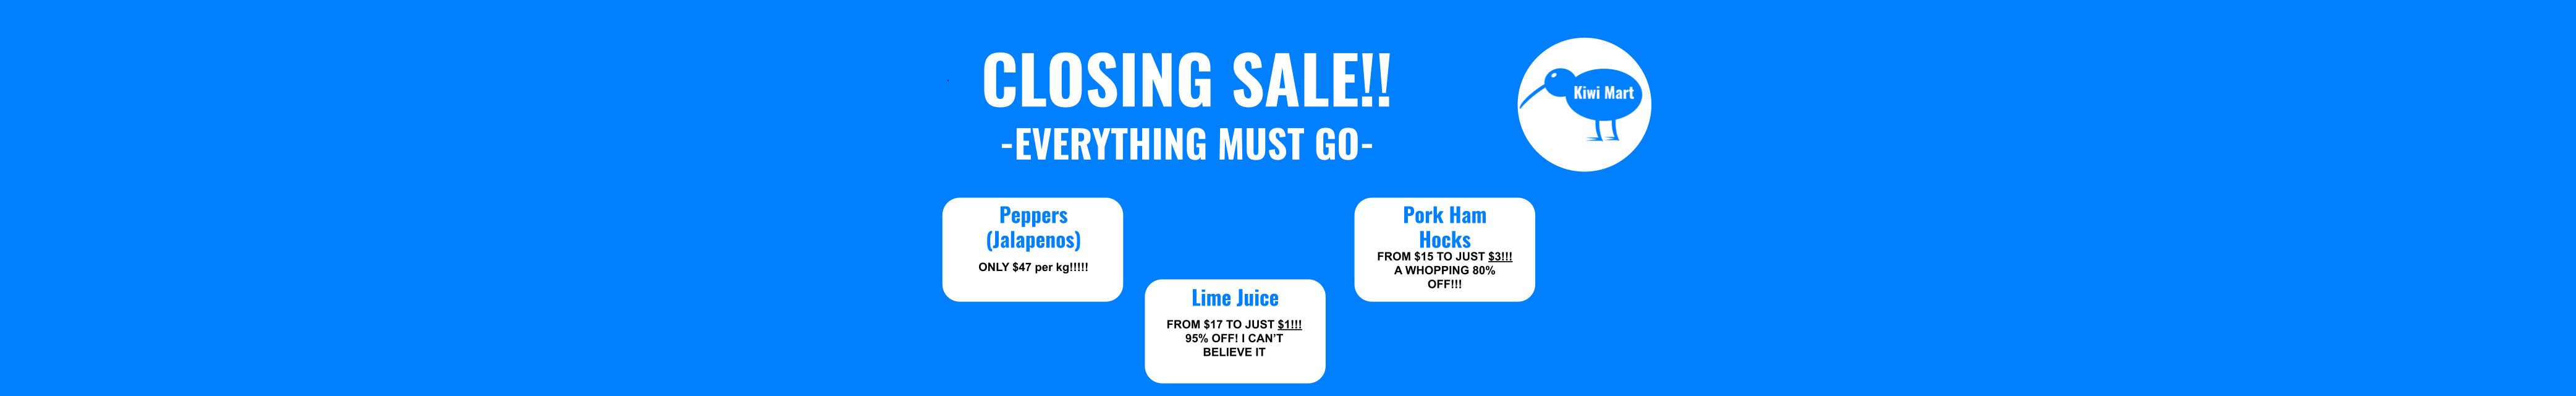 CLOSING SALE!!
-EVERYTHING MUST GO-
Kiwi Mart
Peppers
(Jalapenos)
ONLY $47 per kg!!!!!
Lime Juice
FROM $17 TO JUST $1!!!
95% OFF! I CAN'T
BELIEVE IT
Pork Ham
Hocks
FROM $15 TO JUST $3!!!
A WHOPPING 80%
OFF!!!